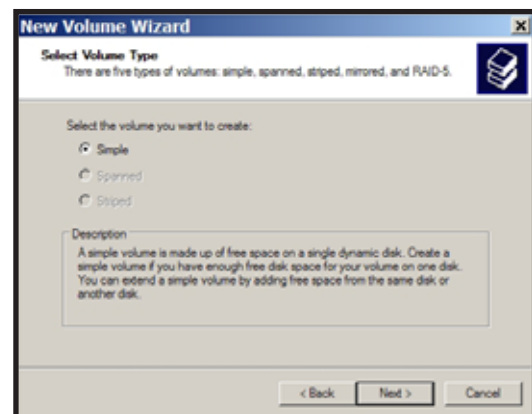 New Volume Wizard
Select Volume Type
There are five types of volumes: simple, spanned, striped, mirrored, and RAID-5.
Select the volume you want to create:
Simple
Spanned
Striped
Description
A simple volume is made up of free space on a single dynamic disk. Create a
simple volume if you have enough free disk space for your volume on one disk.
You can extend a simple volume by adding free space from the same disk or
another disk.
< Back
Next >
Cancel